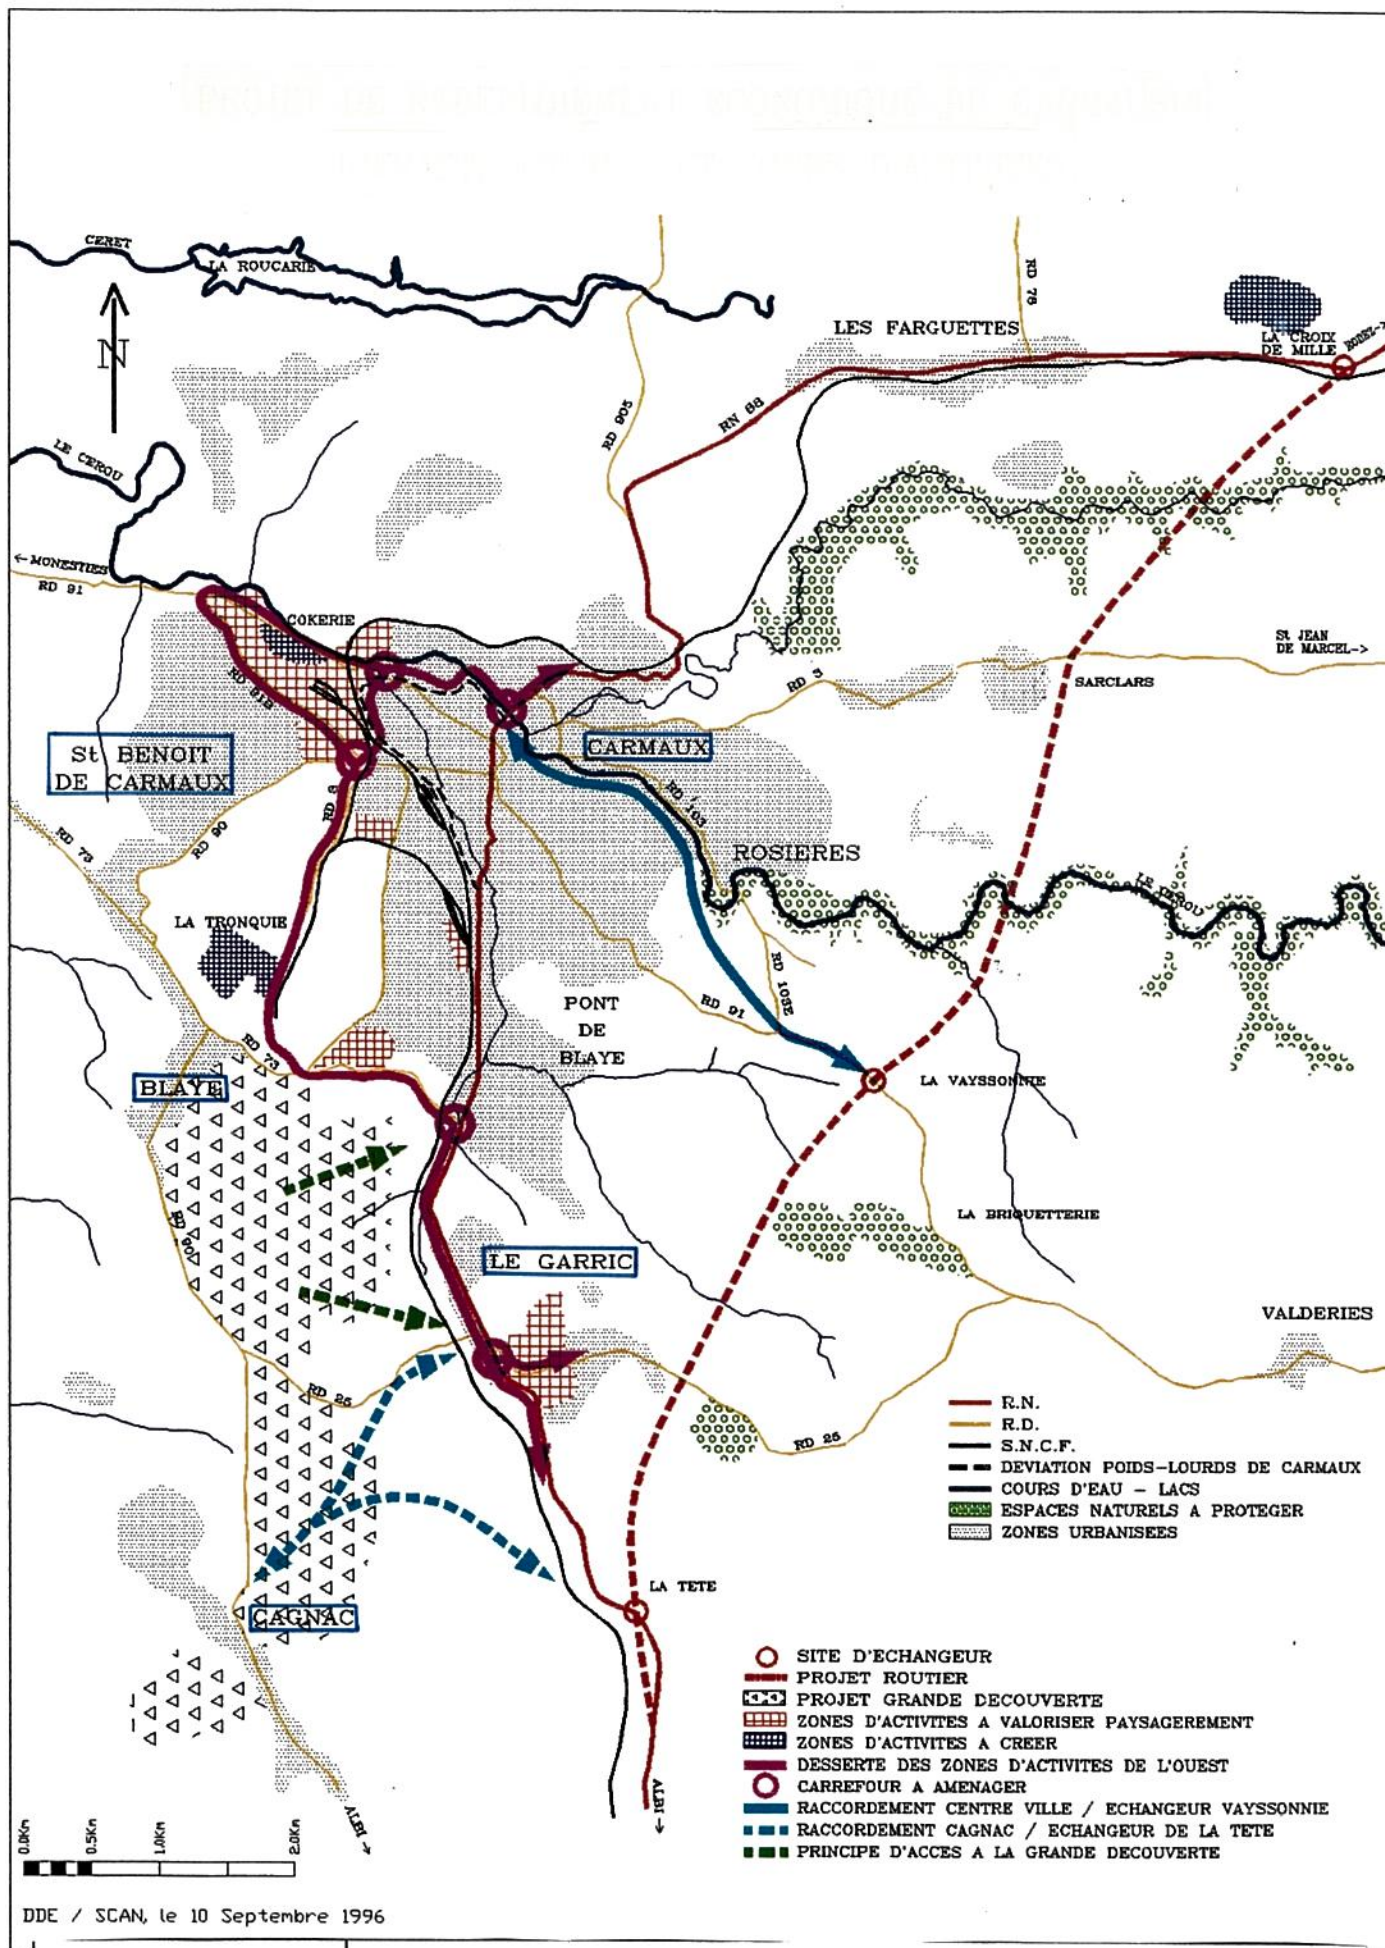 CERET
LA ROUCARIE
N
RD 78
LES FARGUETTES
LA CROIX
DE MILLE
RN 88
RD 905
LE CEROU
← MONESTIES
RD 91
COKERIE
St JEAN
DE MARCEL→
SARCLARS
RD 3
RD 91B
St BENOIT
DE CARMAUX
CARMAUX
RD 6
RD 103
RD 73
RD 90
ROSIERES
LE CEROU
LA TRONQUIE
RD 103E
RD 91
PONT
DE
BLAYE
RD 73
BLAYE
LA VAYSSONNIE
RD 906
LA BRIQUETTERIE
LE GARRIC
VALDERIES
RD 25
RD 25
R.N.
R.D.
S.N.C.F.
DEVIATION POIDS-LOURDS DE CARMAUX
COURS D'EAU - LACS
ESPACES NATURELS A PROTEGER
ZONES URBANISEES
LA TETE
CAGNAC
SITE D'ECHANGEUR
PROJET ROUTIER
PROJET GRANDE DECOUVERTE
ZONES D'ACTIVITES A VALORISER PAYSAGEREMENT
ZONES D'ACTIVITES A CREER
DESSERTE DES ZONES D'ACTIVITES DE L'OUEST
CARREFOUR A AMENAGER
RACCORDEMENT CENTRE VILLE / ECHANGEUR VAYSSONNIE
RACCORDEMENT CAGNAC / ECHANGEUR DE LA TETE
PRINCIPE D'ACCES A LA GRANDE DECOUVERTE
ALBI →
ALBI →
0.0Km
0.5Km
1.0Km
2.0Km
DDE / SCAN, le 10 Septembre 1996